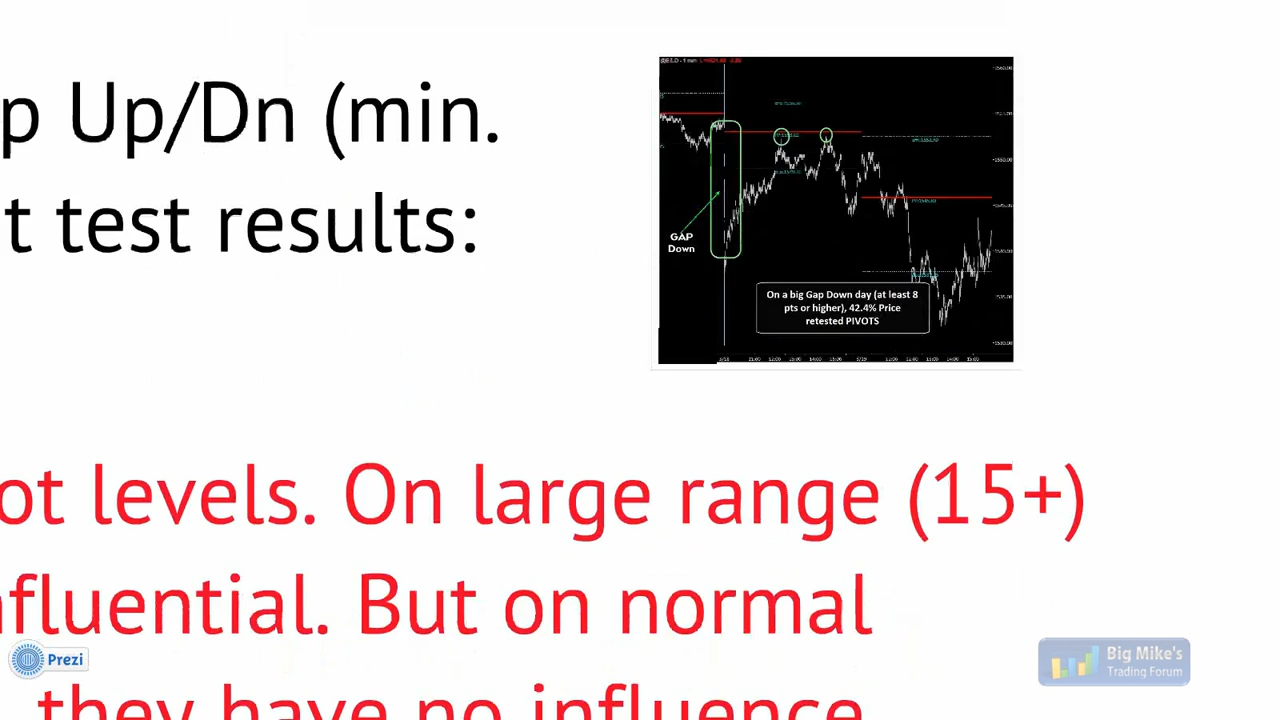 p Up/Dn (min.
t test results:
GAP
Down
On a big Gap Down day (at least 8
pts or higher), 42.4% Price
retested PIVOTS
ot levels. On large range (15+)
nfluential. But on normal
they have no influence
Prezi
Big Mike's
Trading Forum